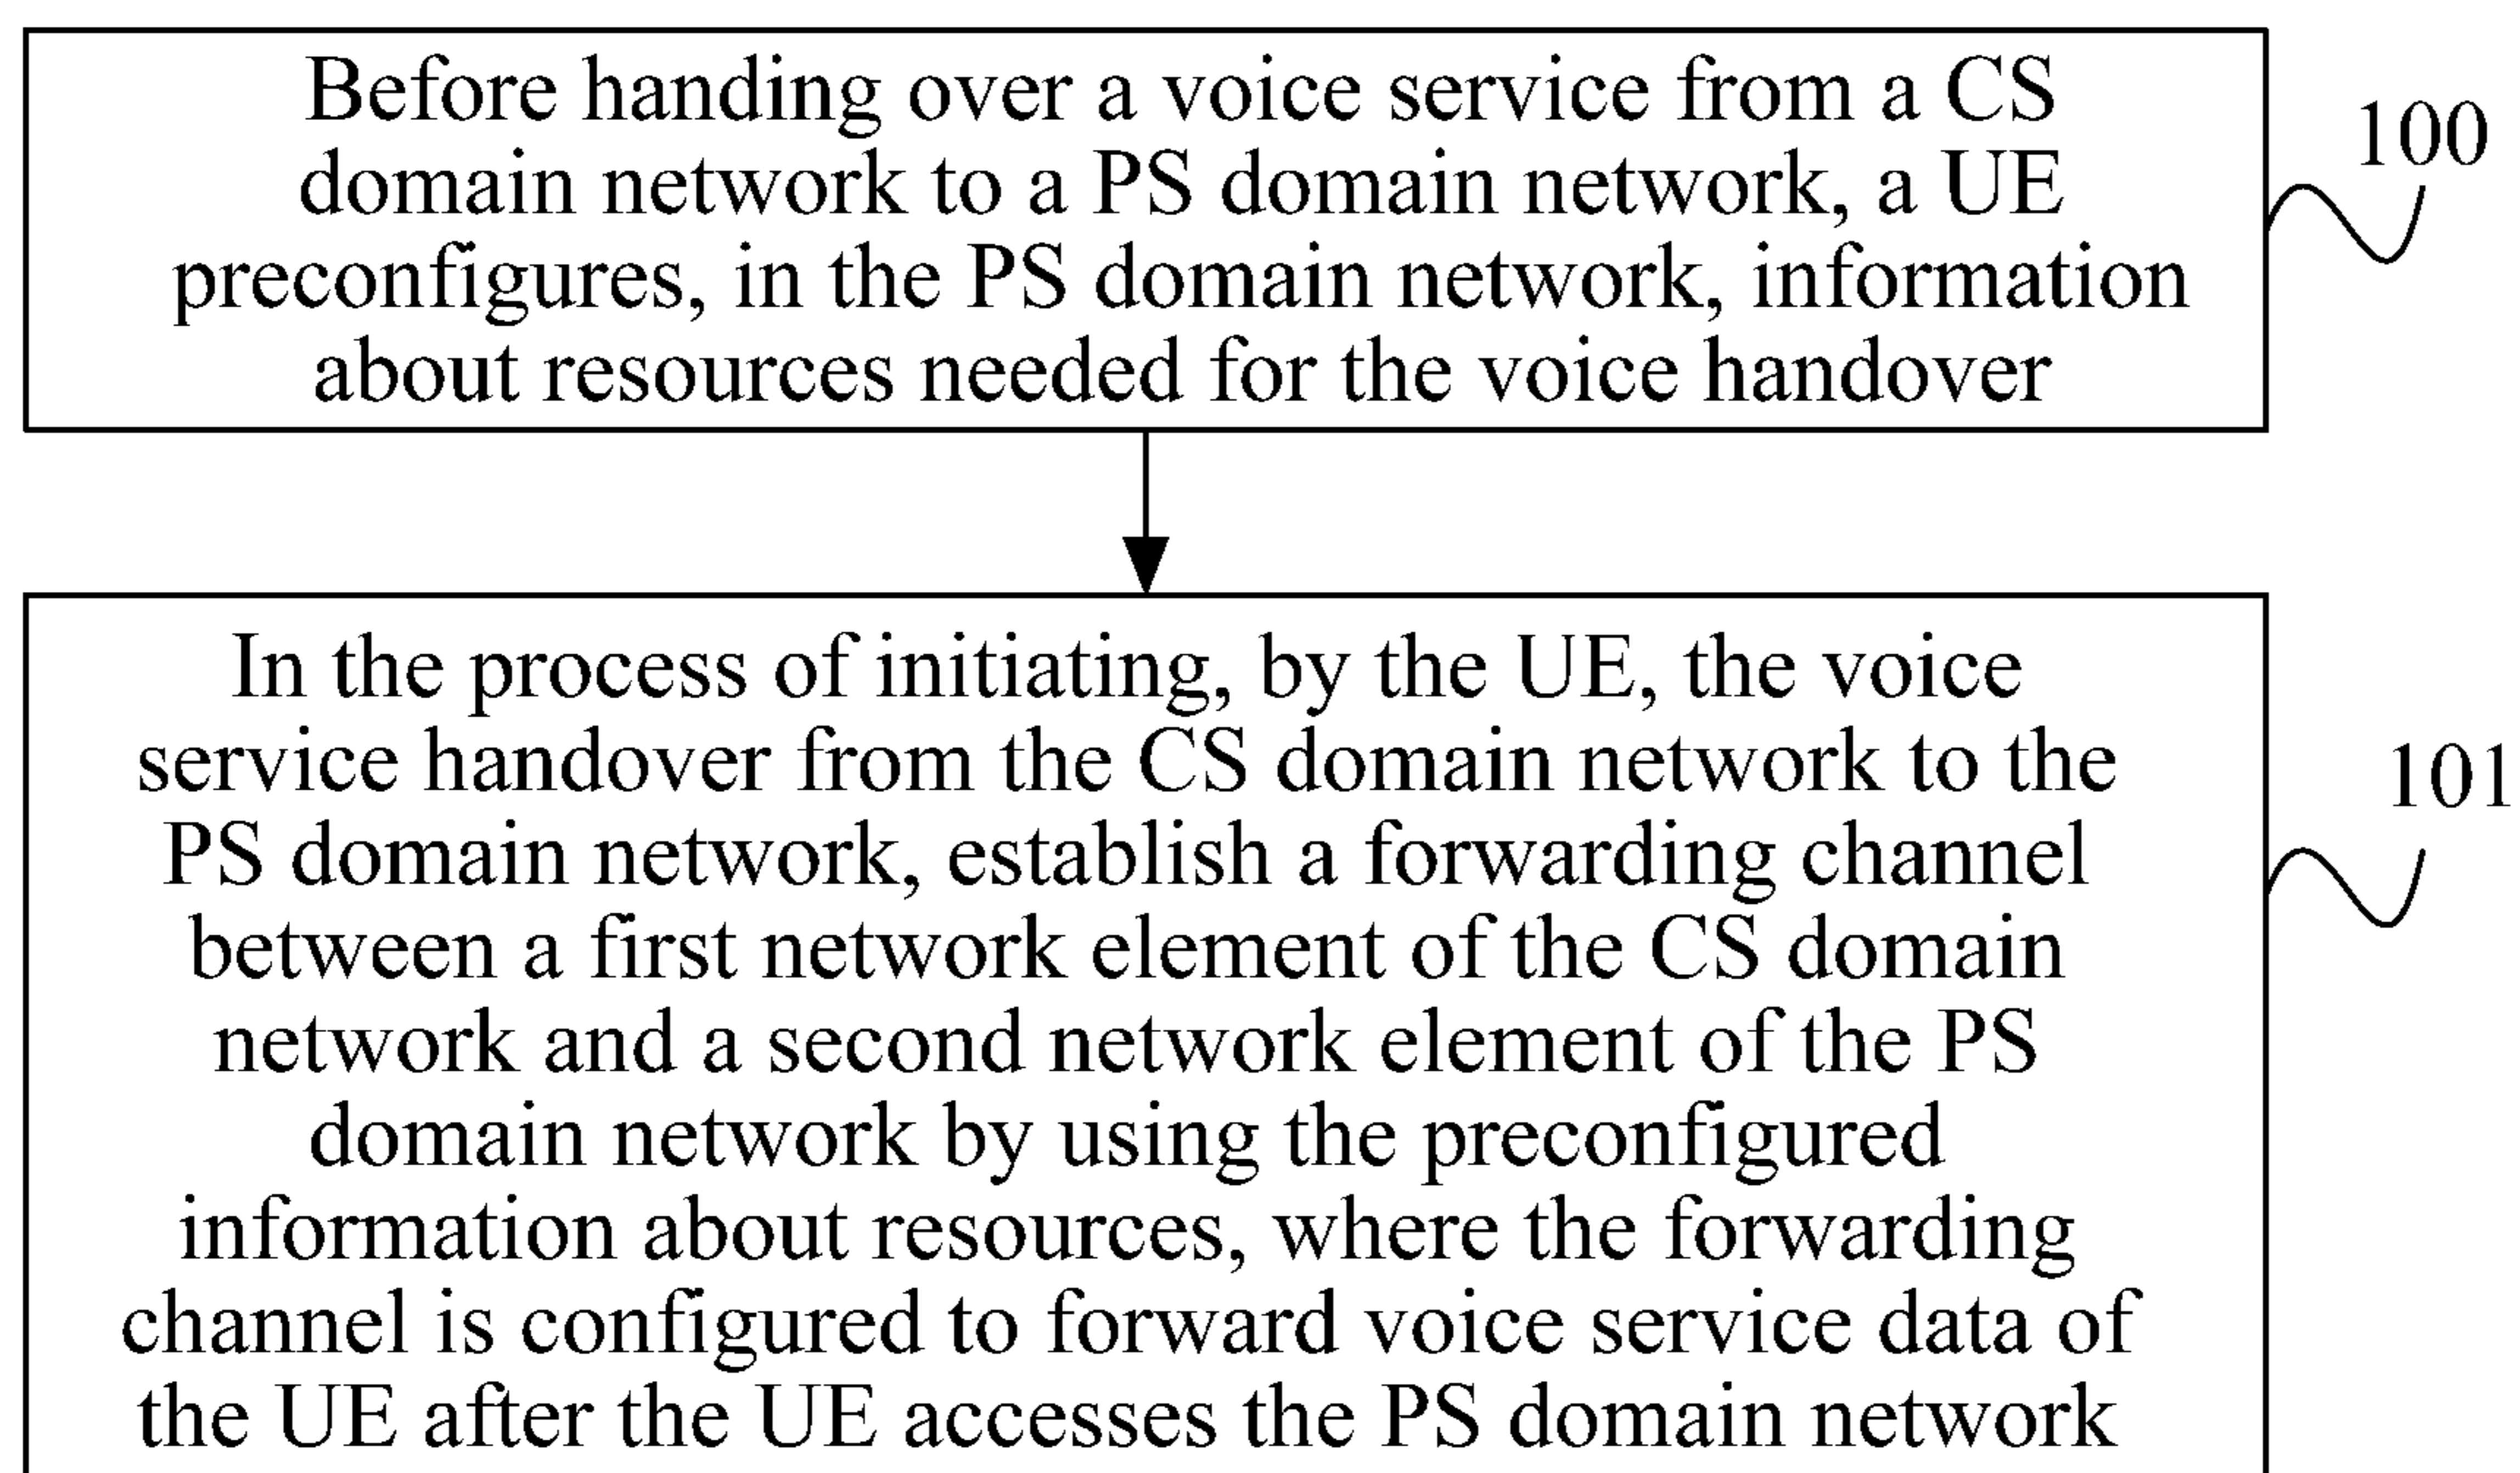 Before handing over a voice service from a CS
domain network to a PS domain network, a UE
preconfigures, in the PS domain network, information
about resources needed for the voice handover
100
In the process of initiating, by the UE, the voice
service handover from the CS domain network to the
PS domain network, establish a forwarding channel
between a first network element of the CS domain
network and a second network element of the PS
domain network by using the preconfigured
information about resources, where the forwarding
channel is configured to forward voice service data of
the UE after the UE accesses the PS domain network
101